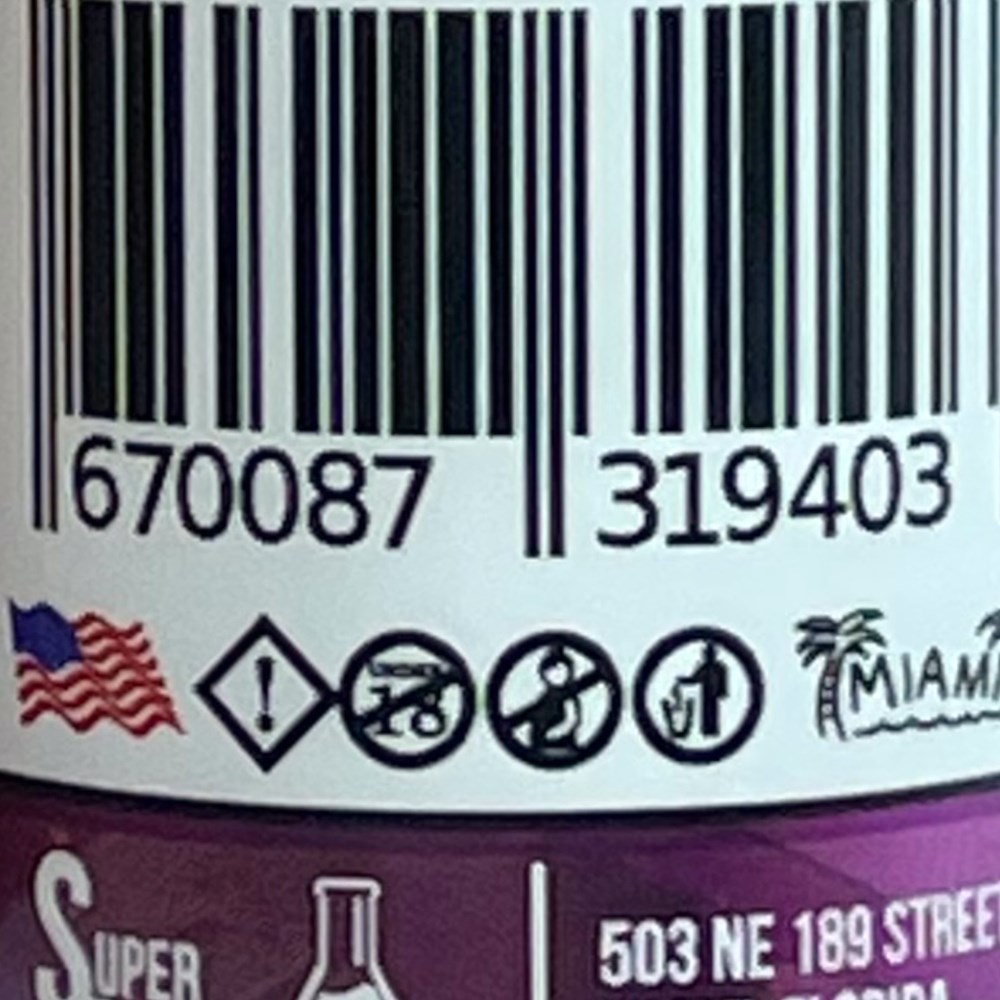 670087 319403
!
18
MIAMI
SUPER
503 NE 189 STREET